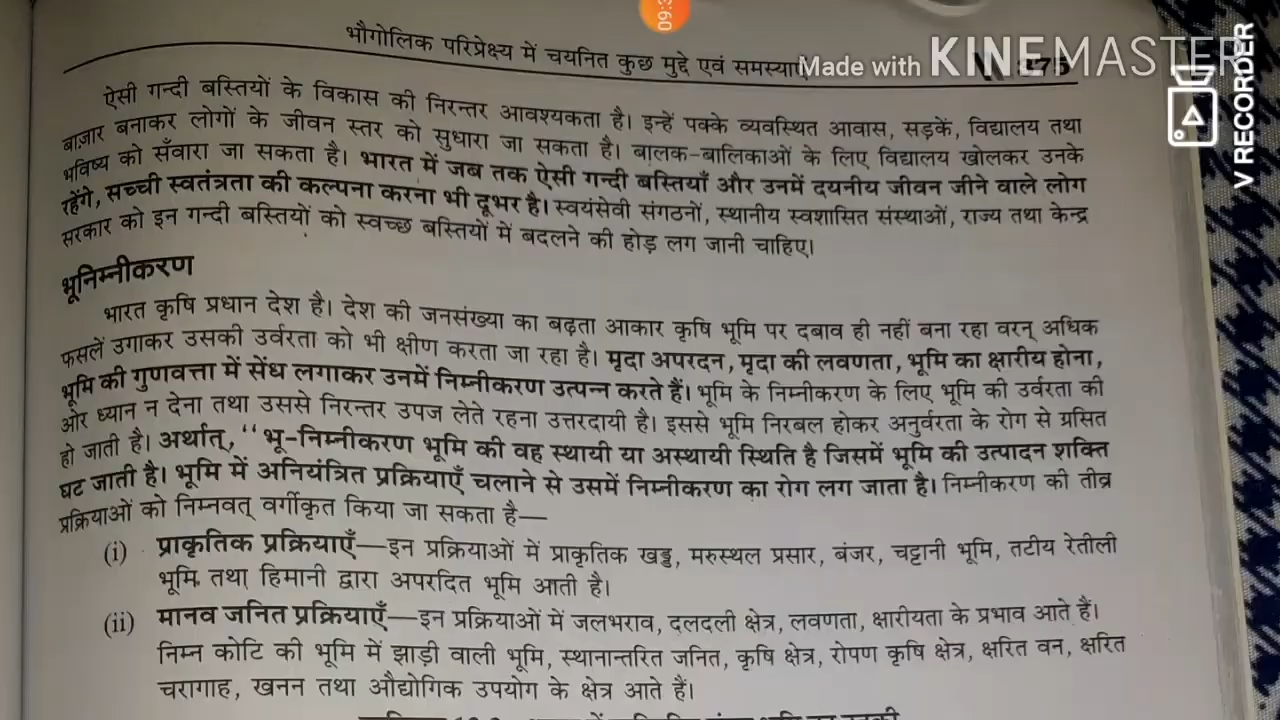 09:3
भौगोलिक परिप्रेक्ष्य में चयनित कुछ मुद्दे एवं समस्याएँ
Made with KINEMASTER
275
V RECORDER
ऐसी गन्दी बस्तियों के विकास की निरन्तर आवश्यकता है। इन्हें पक्के व्यवस्थित आवास, सड़कें, विद्यालय तथा
बाज़ार बनाकर लोगों के जीवन स्तर को सुधारा जा सकता है। बालक-बालिकाओं के लिए विद्यालय खोलकर उनके
भविष्य को सँवारा जा सकता है। भारत में जब तक ऐसी गन्दी बस्तियाँ और उनमें दयनीय जीवन जीने वाले लोग
रहेंगे, सच्ची स्वतंत्रता की कल्पना करना भी दूभर है। स्वयंसेवी संगठनों, स्थानीय स्वशासित संस्थाओं, राज्य तथा केन्द्र
सरकार को इन गन्दी बस्तियों को स्वच्छ बस्तियों में बदलने की होड़ लग जानी चाहिए।
भूनिम्नीकरण
भारत कृषि प्रधान देश है। देश की जनसंख्या का बढ़ता आकार कृषि भूमि पर दबाव ही नहीं बना रहा वरन् अधिक
फसलें उगाकर उसकी उर्वरता को भी क्षीण करता जा रहा है। मृदा अपरदन, मृदा की लवणता, भूमि का क्षारीय होना,
भूमि की गुणवत्ता में सेंध लगाकर उनमें निम्नीकरण उत्पन्न करते हैं। भूमि के निम्नीकरण के लिए भूमि की उर्वरता की
ओर ध्यान न देना तथा उससे निरन्तर उपज लेते रहना उत्तरदायी है। इससे भूमि निरबल होकर अनुर्वरता के रोग से ग्रसित
हो जाती है। अर्थात्, ‘‘भू-निम्नीकरण भूमि की वह स्थायी या अस्थायी स्थिति है जिसमें भूमि की उत्पादन शक्ति
घट जाती है। भूमि में अनियंत्रित प्रक्रियाएँ चलाने से उसमें निम्नीकरण का रोग लग जाता है। निम्नीकरण की तीव्र
प्रक्रियाओं को निम्नवत् वर्गीकृत किया जा सकता है—
(i) प्राकृतिक प्रक्रियाएँ—इन प्रक्रियाओं में प्राकृतिक खड्ड, मरुस्थल प्रसार, बंजर, चट्टानी भूमि, तटीय रेतीली
भूमि तथा हिमानी द्वारा अपरदित भूमि आती है।
(ii) मानव जनित प्रक्रियाएँ—इन प्रक्रियाओं में जलभराव, दलदली क्षेत्र, लवणता, क्षारीयता के प्रभाव आते हैं।
निम्न कोटि की भूमि में झाड़ी वाली भूमि, स्थानान्तरित जनित, कृषि क्षेत्र, रोपण कृषि क्षेत्र, क्षरित वन, क्षरित
चरागाह, खनन तथा औद्योगिक उपयोग के क्षेत्र आते हैं।